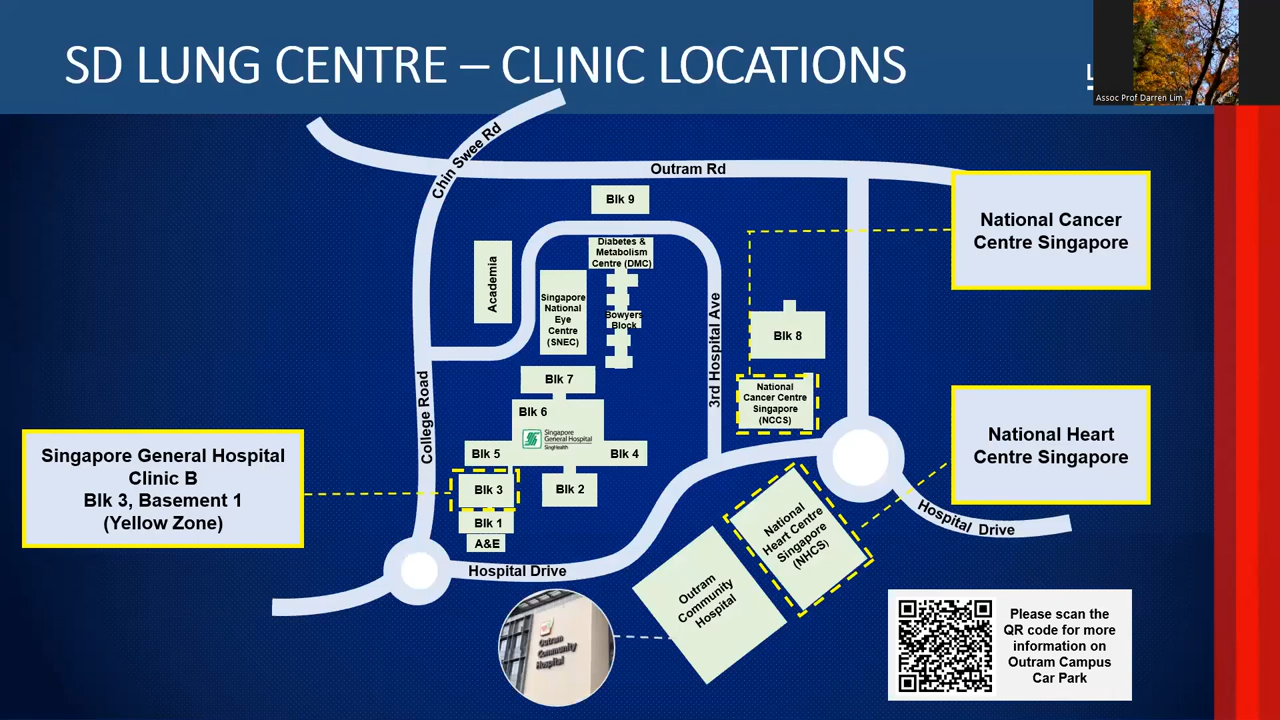 SD LUNG CENTRE – CLINIC LOCATIONS
L
Assoc Prof Darren Lim
Chin Swee Rd
Outram Rd
Blk 9
National Cancer
Centre Singapore
Diabetes &
Metabolism
Centre (DMC)
Academia
Singapore
National
Eye
Centre
(SNEC)
Bowyers
Block
3rd Hospital Ave
Blk 8
College Road
Blk 7
National
Cancer Centre
Singapore
(NCCS)
Blk 6
Singapore
General Hospital
SingHealth
Blk 5
Blk 4
National Heart
Centre Singapore
Singapore General Hospital
Clinic B
Blk 3, Basement 1
(Yellow Zone)
Blk 3
Blk 2
Blk 1
A&E
National
Heart Centre
Singapore
(NHCS)
Hospital Drive
Hospital Drive
Outram
Community
Hospital
Outram
Community
Hospital
Please scan the
QR code for more
information on
Outram Campus
Car Park